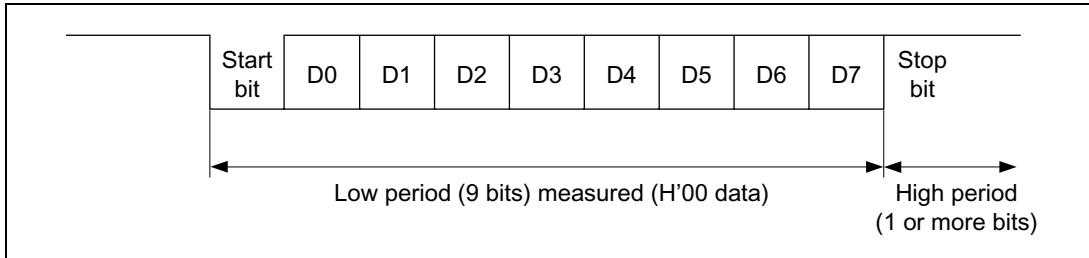 Start
bit
D0
D1
D2
D3
D4
D5
D6
D7
Stop
bit
Low period (9 bits) measured (H'00 data)
High period
(1 or more bits)